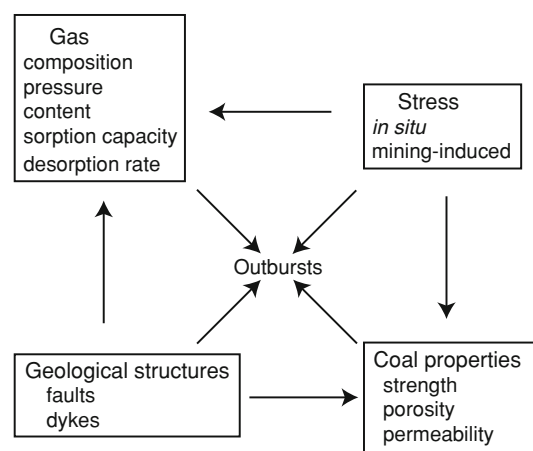 Gas
composition
pressure
content
sorption capacity
desorption rate
Stress
in situ
mining-induced
Outbursts
Geological structures
faults
dykes
Coal properties
strength
porosity
permeability